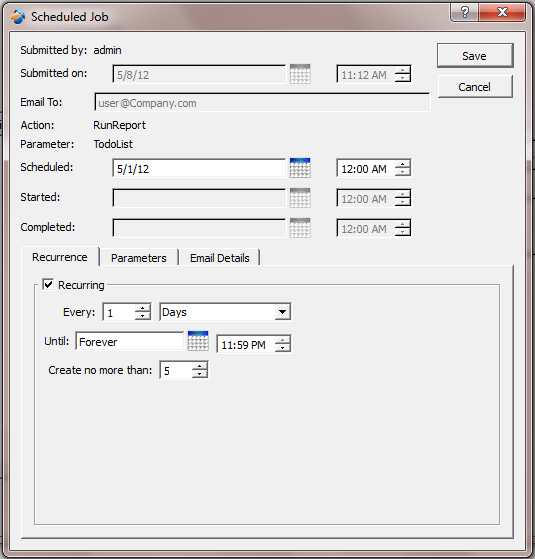 Scheduled Job
?
Submitted by: admin
Save
Submitted on: 5/8/12 11:12 AM
Cancel
Email To: user@Company.com
Action: RunReport
Parameter: TodoList
Scheduled: 5/1/12 12:00 AM
Started: 12:00 AM
Completed: 12:00 AM
Recurrence Parameters Email Details
Recurring
Every: 1 Days
Until: Forever 11:59 PM
Create no more than: 5